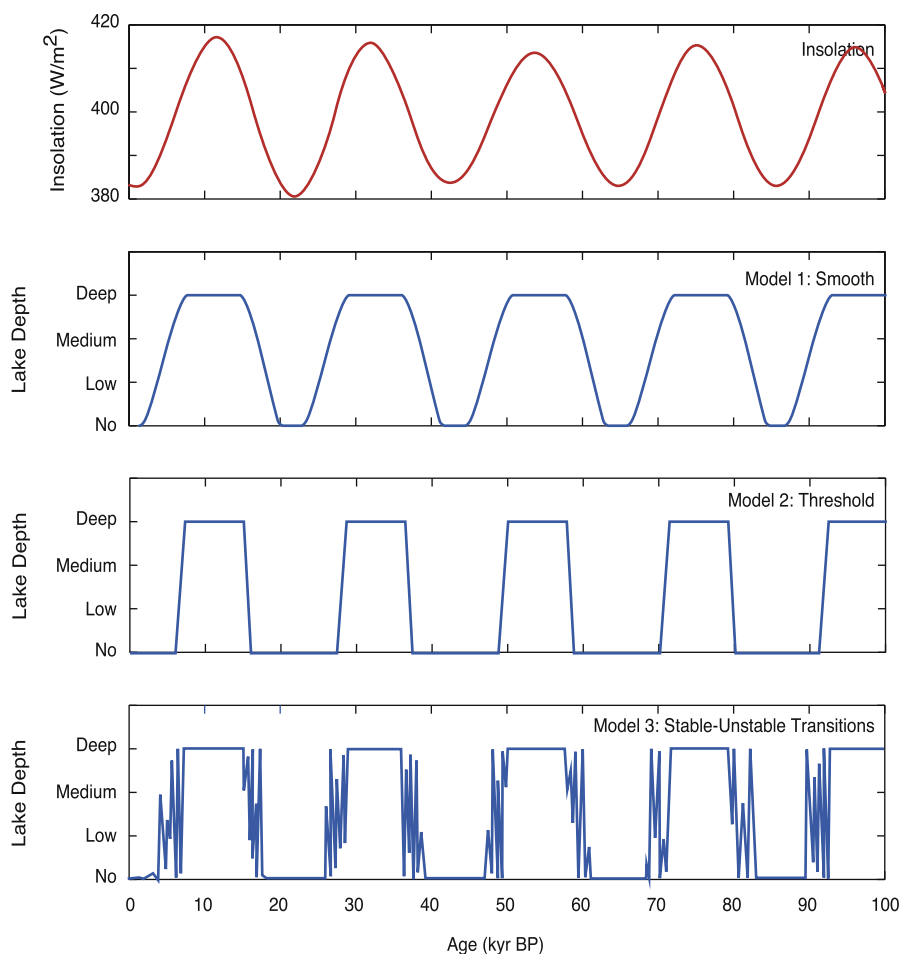 420
400
380
Insolation (W/m²)
Insolation
Deep
Medium
Low
No
Lake Depth
Model 1: Smooth
Deep
Medium
Low
No
Lake Depth
Model 2: Threshold
Deep
Medium
Low
No
Lake Depth
Model 3: Stable-Unstable Transitions
0 10 20 30 40 50 60 70 80 90 100
Age (kyr BP)